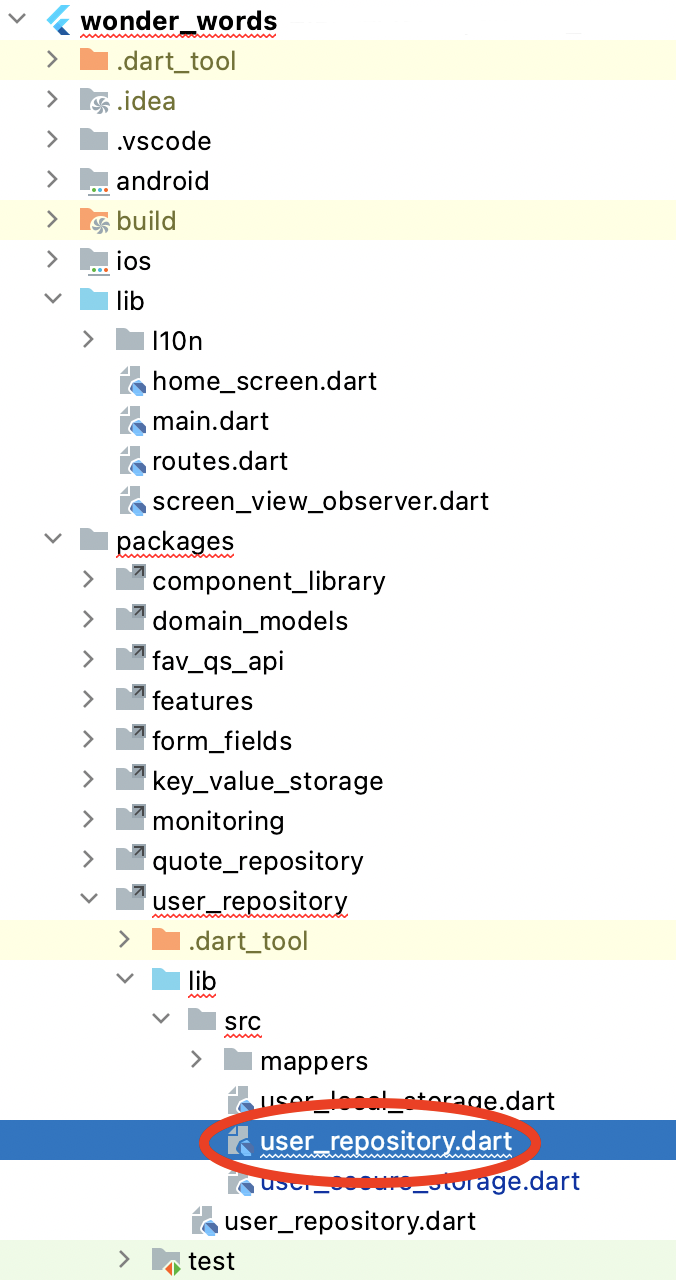 wonder_words
.dart_tool
.idea
.vscode
android
build
ios
lib
l10n
home_screen.dart
main.dart
routes.dart
screen_view_observer.dart
packages
component_library
domain_models
fav_qs_api
features
form_fields
key_value_storage
monitoring
quote_repository
user_repository
.dart_tool
lib
src
mappers
user_local_storage.dart
user_repository.dart
user_secure_storage.dart
user_repository.dart
test